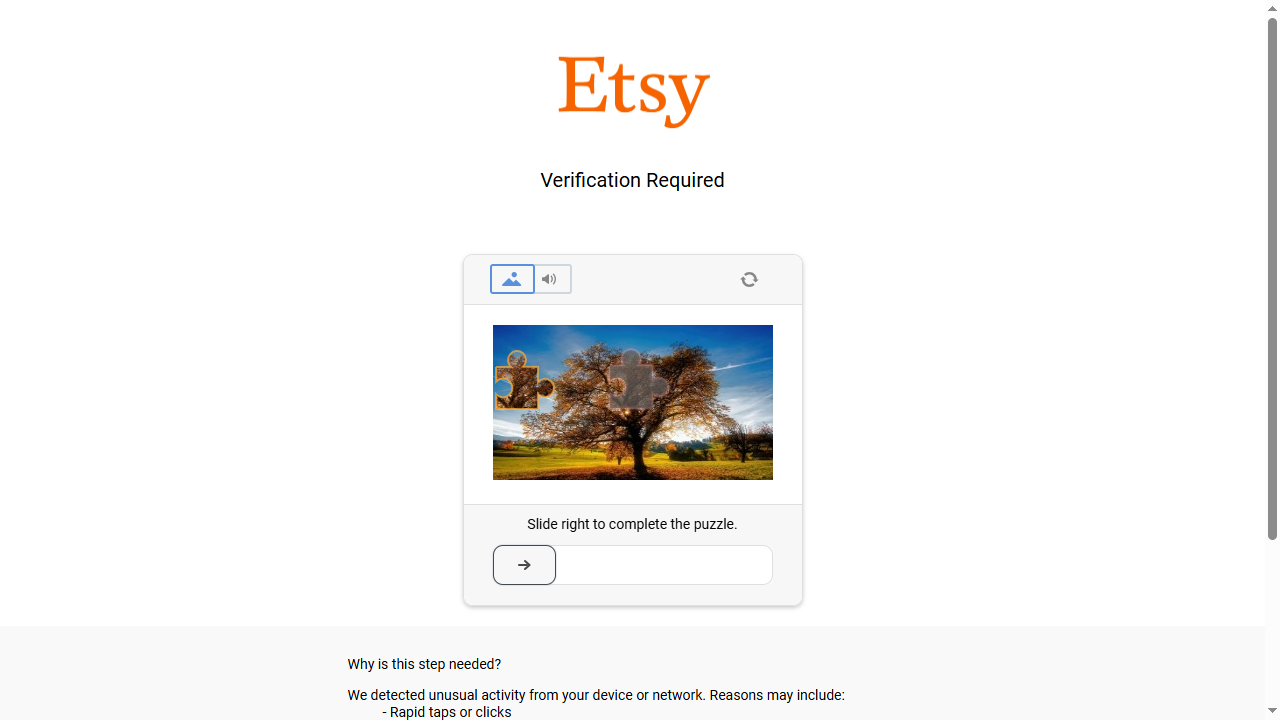 Etsy
Verification Required
Slide right to complete the puzzle.
Why is this step needed?
We detected unusual activity from your device or network. Reasons may include:
- Rapid taps or clicks